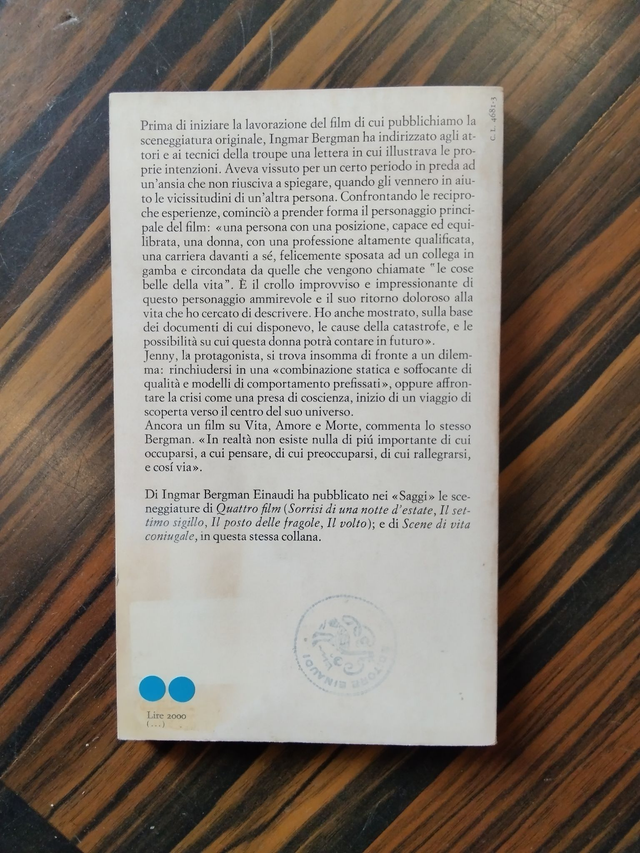 C. L. 4681-5
Prima di iniziare la lavorazione del film di cui pubblichiamo la
sceneggiatura originale, Ingmar Bergman ha indirizzato agli at-
tori e ai tecnici della troupe una lettera in cui illustrava le pro-
prie intenzioni. Aveva vissuto per un certo periodo in preda ad
un'ansia che non riusciva a spiegare, quando gli vennero in aiu-
to le vicissitudini di un'altra persona. Confrontando le recipro-
che esperienze, cominciò a prender forma il personaggio princi-
pale del film: «una persona con una posizione, capace ed equi-
librata, una donna, con una professione altamente qualificata,
una carriera davanti a sé, felicemente sposata ad un collega in
gamba e circondata da quelle che vengono chiamate "le cose
belle della vita". È il crollo improvviso e impressionante di
questo personaggio ammirevole e il suo ritorno doloroso alla
vita che ho cercato di descrivere. Ho anche mostrato, sulla base
dei documenti di cui disponevo, le cause della catastrofe, e le
possibilità su cui questa donna potrà contare in futuro».
Jenny, la protagonista, si trova insomma di fronte a un dilem-
ma: rinchiudersi in una «combinazione statica e soffocante di
qualità e modelli di comportamento prefissati», oppure affron-
tare la crisi come una presa di coscienza, inizio di un viaggio di
scoperta verso il centro del suo universo.
Ancora un film su Vita, Amore e Morte, commenta lo stesso
Bergman. «In realtà non esiste nulla di piú importante di cui
occuparsi, a cui pensare, di cui preoccuparsi, di cui rallegrarsi,
e cosí via».
Di Ingmar Bergman Einaudi ha pubblicato nei «Saggi» le sce-
neggiature di Quattro film (Sorrisi di una notte d'estate, Il set-
timo sigillo, Il posto delle fragole, Il volto); e di Scene di vita
coniugale, in questa stessa collana.
EINAUDI
Lire 2000
(...)